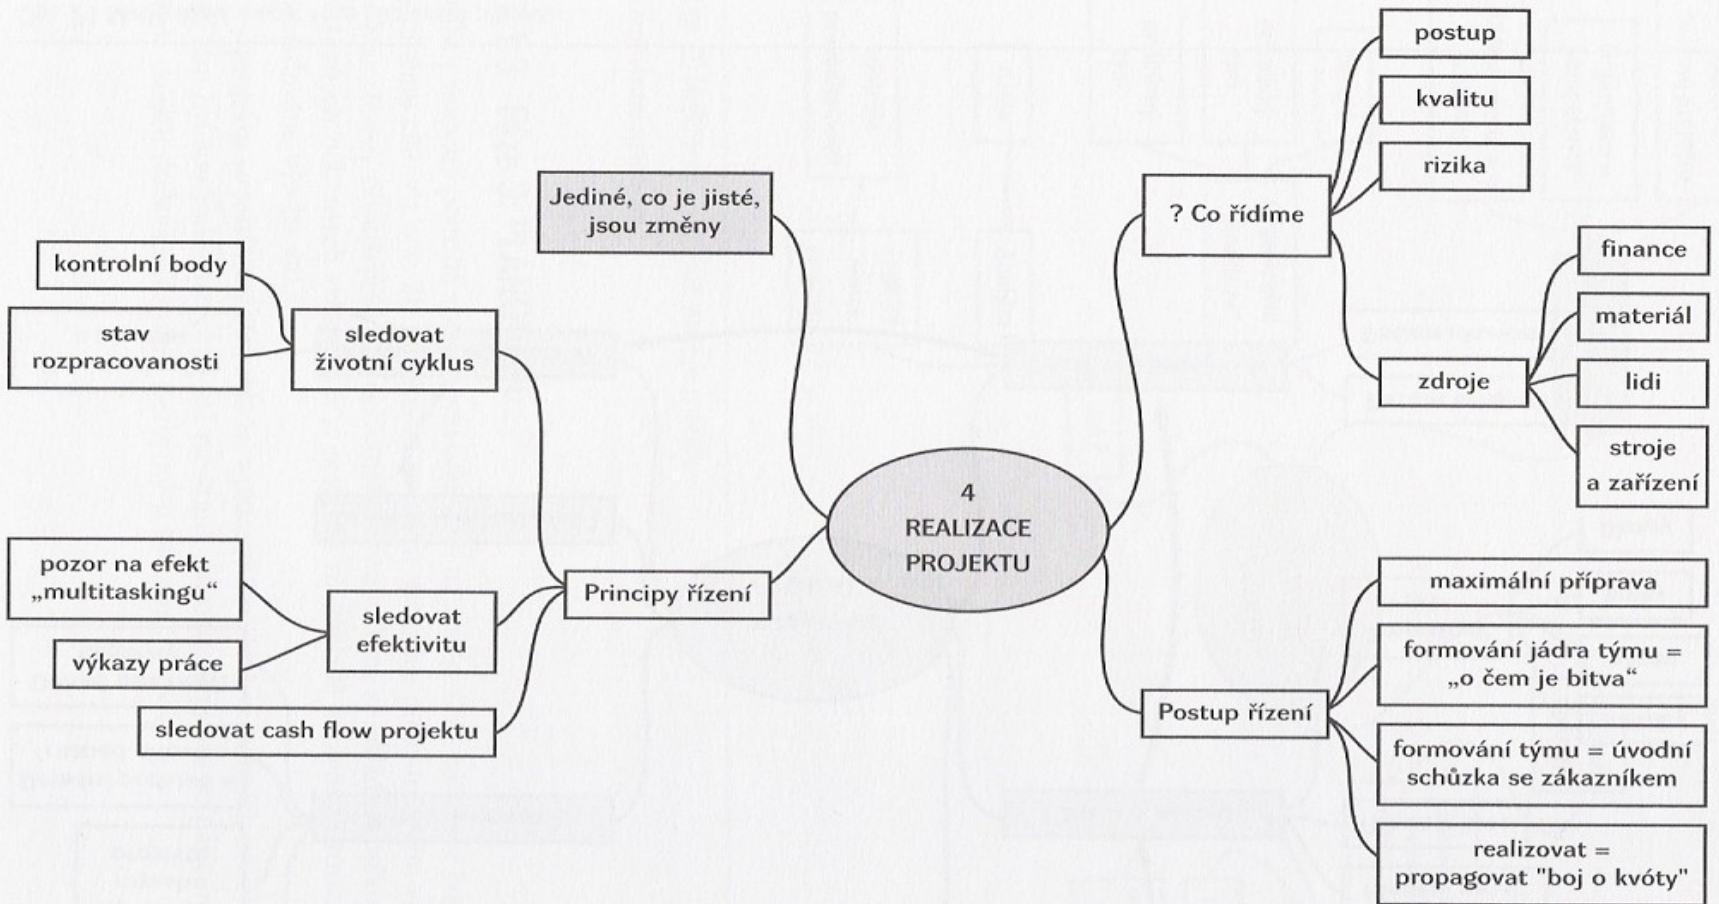 postup
kvalitu
rizika
? Co řídíme
Jediné, co je jisté,
jsou změny
finance
materiál
zdroje
lidi
stroje
a zařízení
kontrolní body
stav
rozpracovanosti
sledovat
životní cyklus
4
REALIZACE
PROJEKTU
pozor na efekt
„multitaskingu“
výkazy práce
sledovat
efektivitu
sledovat cash flow projektu
Principy řízení
Postup řízení
maximální příprava
formování jádra týmu =
„o čem je bitva“
formování týmu = úvodní
schůzka se zákazníkem
realizovat =
propagovat "boj o kvóty"